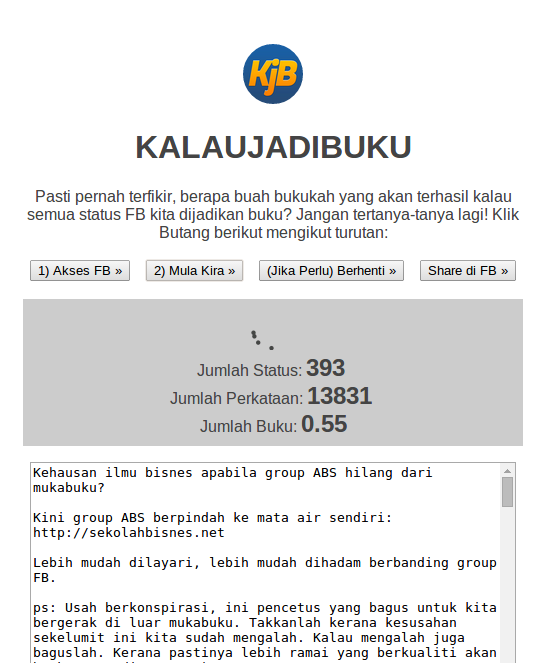 KjB
KALAUJADIBUKU
Pasti pernah terfikir, berapa buah bukukah yang akan terhasil kalau
semua status FB kita dijadikan buku? Jangan tertanya-tanya lagi! Klik
Butang berikut mengikut turutan:
1) Akses FB » 2) Mula Kira » (Jika Perlu) Berhenti » Share di FB »
Jumlah Status: 393
Jumlah Perkataan: 13831
Jumlah Buku: 0.55
Kehausan ilmu bisnes apabila group ABS hilang dari
mukabuku?
Kini group ABS berpindah ke mata air sendiri:
http://sekolahbisnes.net
Lebih mudah dilayari, lebih mudah dihadam berbanding group
FB.
ps: Usah berkonspirasi, ini pencetus yang bagus untuk kita
bergerak di luar mukabuku. Takkanlah kerana kesusahan
sekelumit ini kita sudah mengalah. Kalau mengalah juga
baguslah. Kerana pastinya lebih ramai yang berkualiti akan